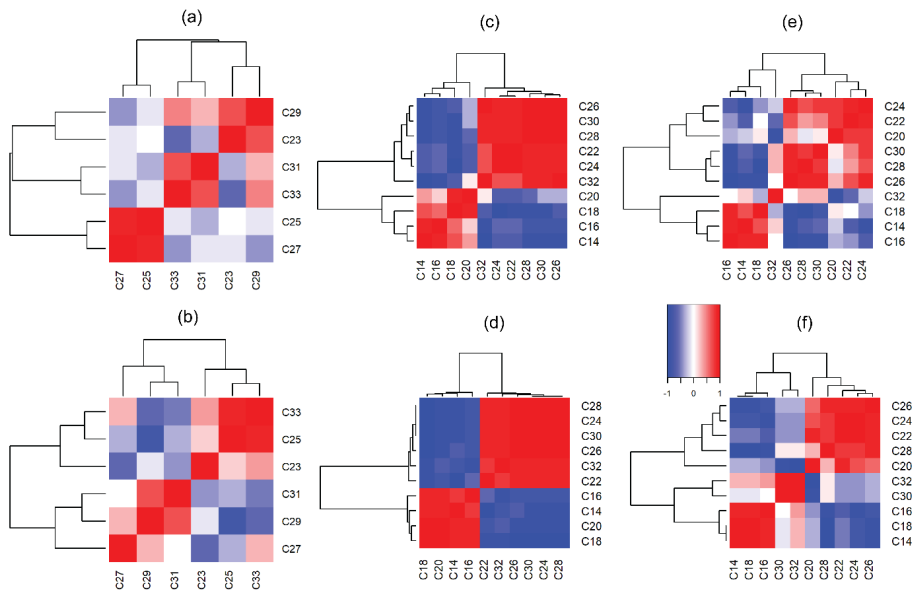 (a)
C29
C23
C31
C33
C25
C27
C27 C25 C33 C31 C23 C29
(c)
C26
C30
C28
C22
C24
C32
C20
C18
C16
C14
C14 C16 C18 C20 C32 C24 C22 C28 C30 C26
(e)
C24
C22
C20
C30
C28
C26
C32
C18
C14
C16
C16 C14 C18 C32 C26 C28 C30 C20 C22 C24
(b)
C33
C25
C23
C31
C29
C27
C27 C29 C31 C23 C25 C33
(d)
C28
C24
C30
C26
C32
C22
C16
C14
C20
C18
C18 C20 C14 C16 C22 C32 C26 C30 C24 C28
(f)
-1 0 1
C26
C24
C22
C28
C20
C32
C30
C16
C18
C14
C14 C18 C16 C30 C32 C20 C28 C22 C24 C26